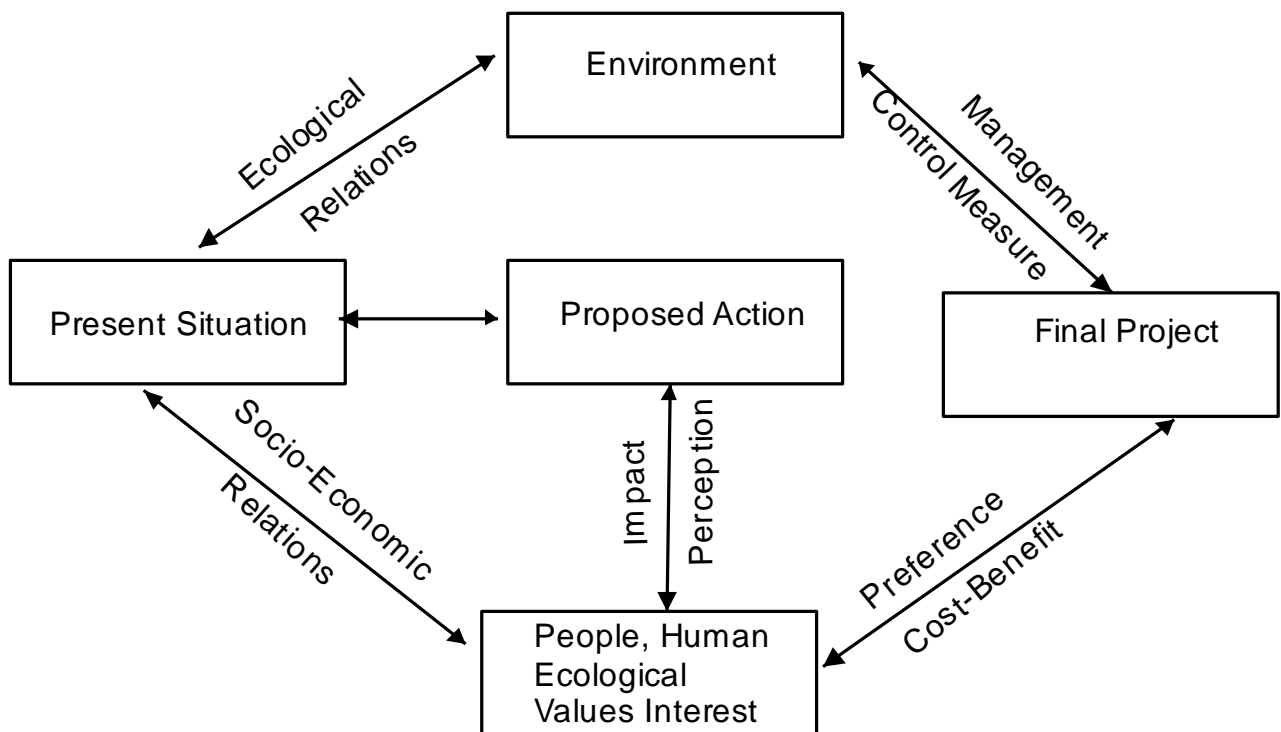 Environment
Ecological
Relations
Management
Control Measure
Present Situation
Proposed Action
Final Project
Socio-Economic
Relations
Impact
Perception
Preference
Cost-Benefit
People, Human
Ecological
Values Interest